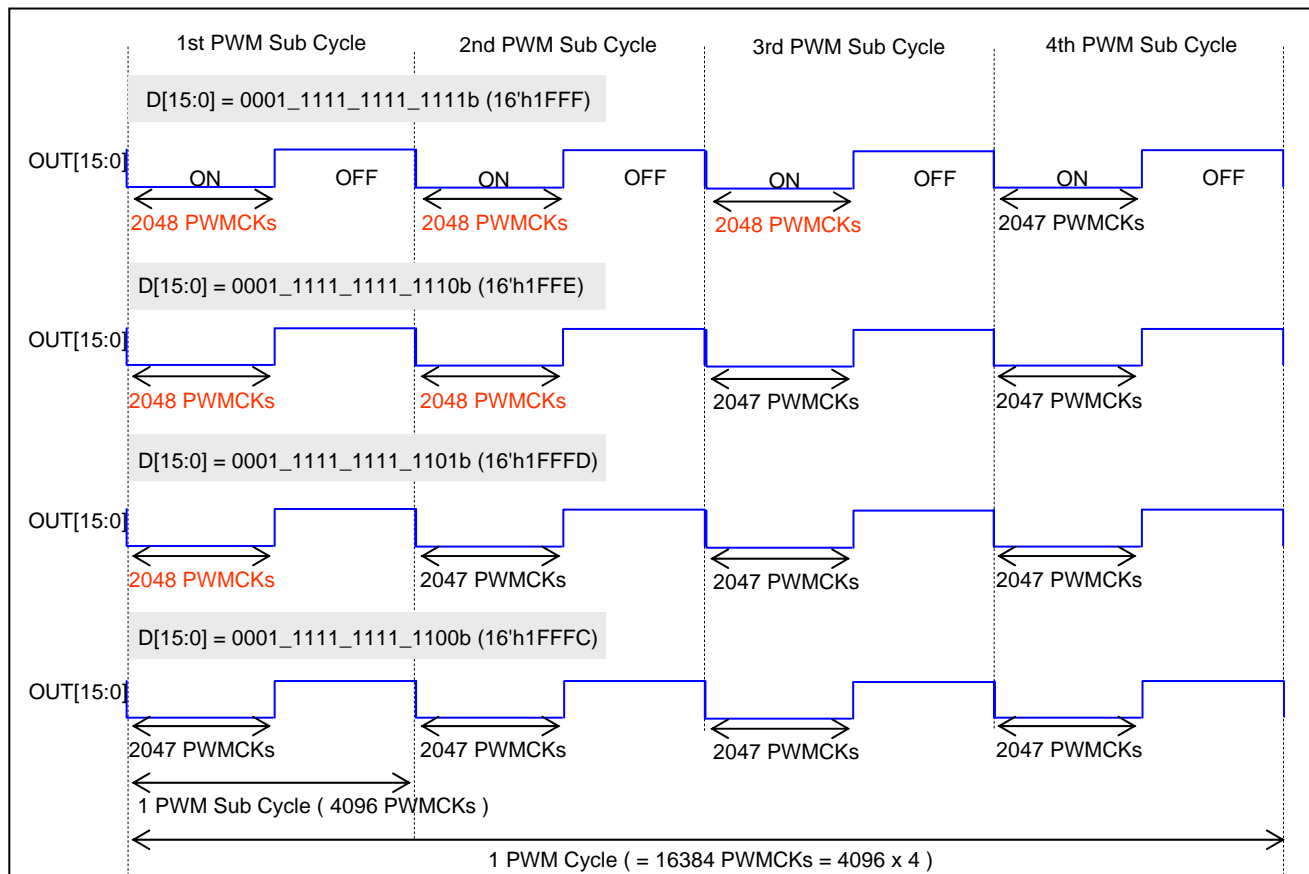 1st PWM Sub Cycle 2nd PWM Sub Cycle 3rd PWM Sub Cycle 4th PWM Sub Cycle
D[15:0] = 0001_1111_1111_1111b (16'h1FFF)
OUT[15:0] ON OFF ON OFF ON OFF ON OFF
2048 PWMCKs 2048 PWMCKs 2048 PWMCKs 2047 PWMCKs
D[15:0] = 0001_1111_1111_1110b (16'h1FFE)
OUT[15:0]
2048 PWMCKs 2048 PWMCKs 2047 PWMCKs 2047 PWMCKs
D[15:0] = 0001_1111_1111_1101b (16'h1FFFD)
OUT[15:0]
2048 PWMCKs 2047 PWMCKs 2047 PWMCKs 2047 PWMCKs
D[15:0] = 0001_1111_1111_1100b (16'h1FFFC)
OUT[15:0]
2047 PWMCKs 2047 PWMCKs 2047 PWMCKs 2047 PWMCKs
1 PWM Sub Cycle ( 4096 PWMCKs )
1 PWM Cycle ( = 16384 PWMCKs = 4096 x 4 )